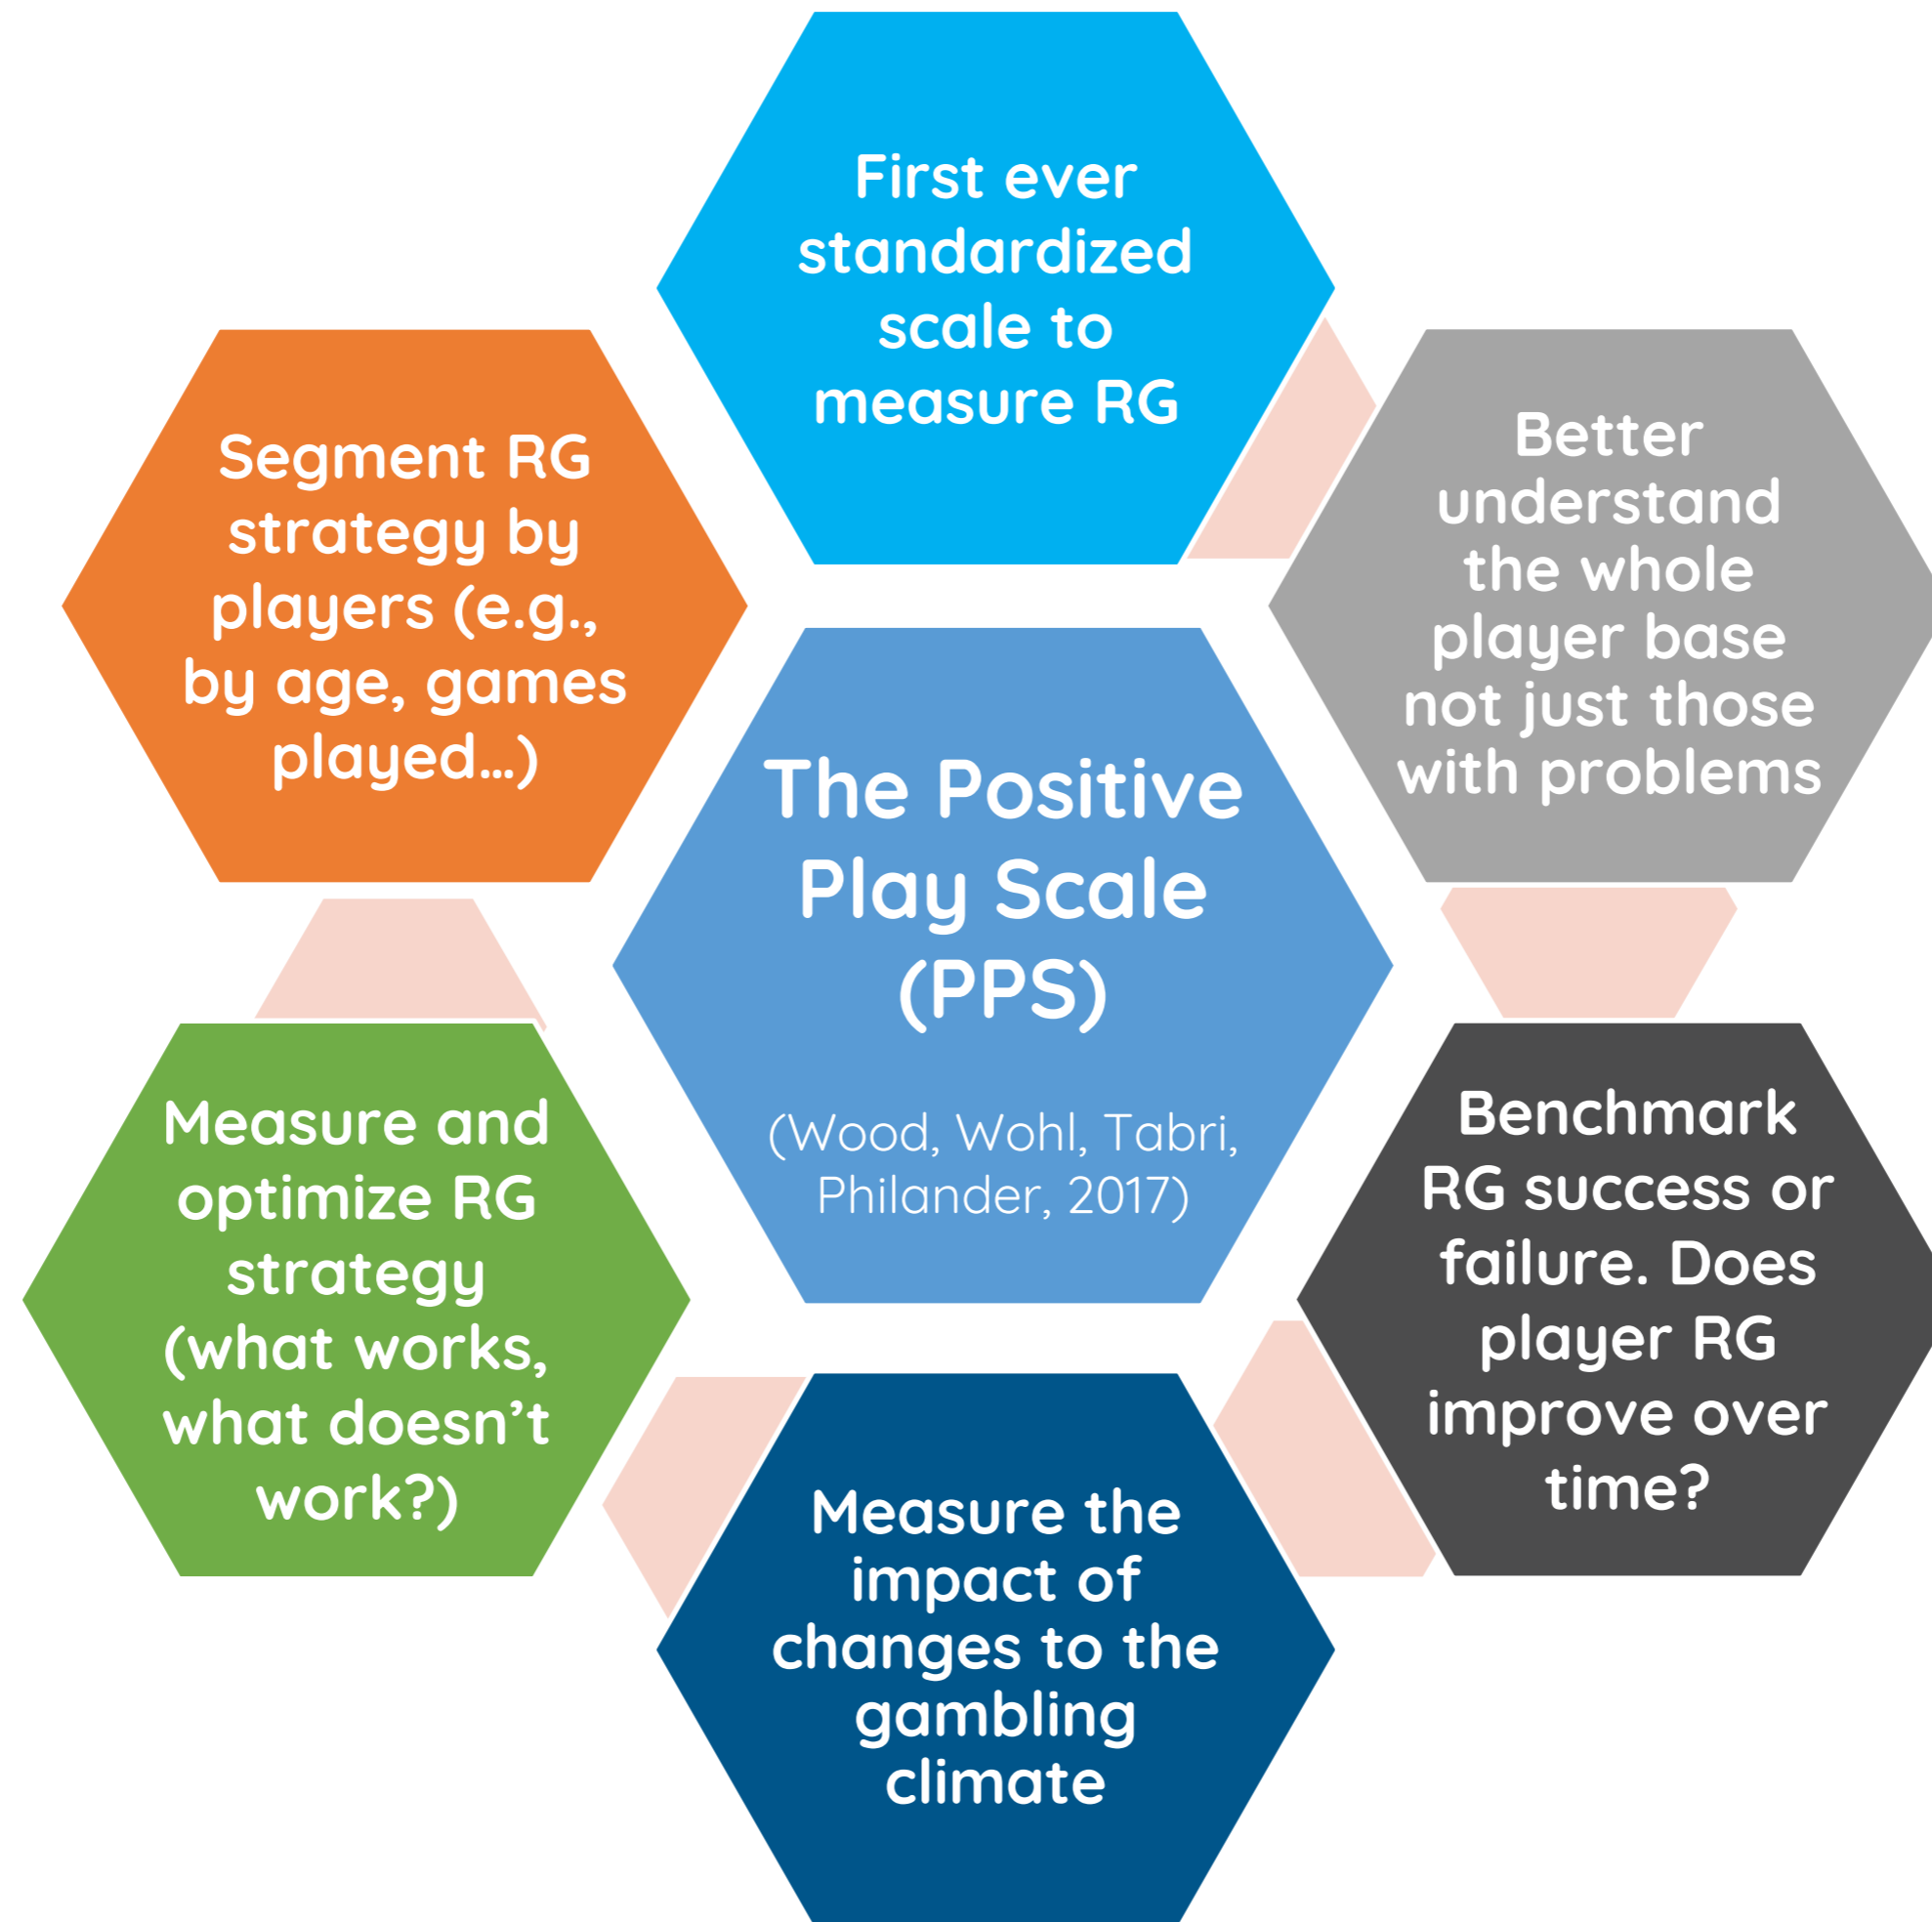 First ever
standardized
scale to
measure RG
Segment RG
strategy by
players (e.g.,
by age, games
played...)
Better
understand
the whole
player base
not just those
with problems
The Positive
Play Scale
(PPS)
(Wood, Wohl, Tabri,
Philander, 2017)
Measure and
optimize RG
strategy
(what works,
what doesn’t
work?)
Benchmark
RG success or
failure. Does
player RG
improve over
time?
Measure the
impact of
changes to the
gambling
climate